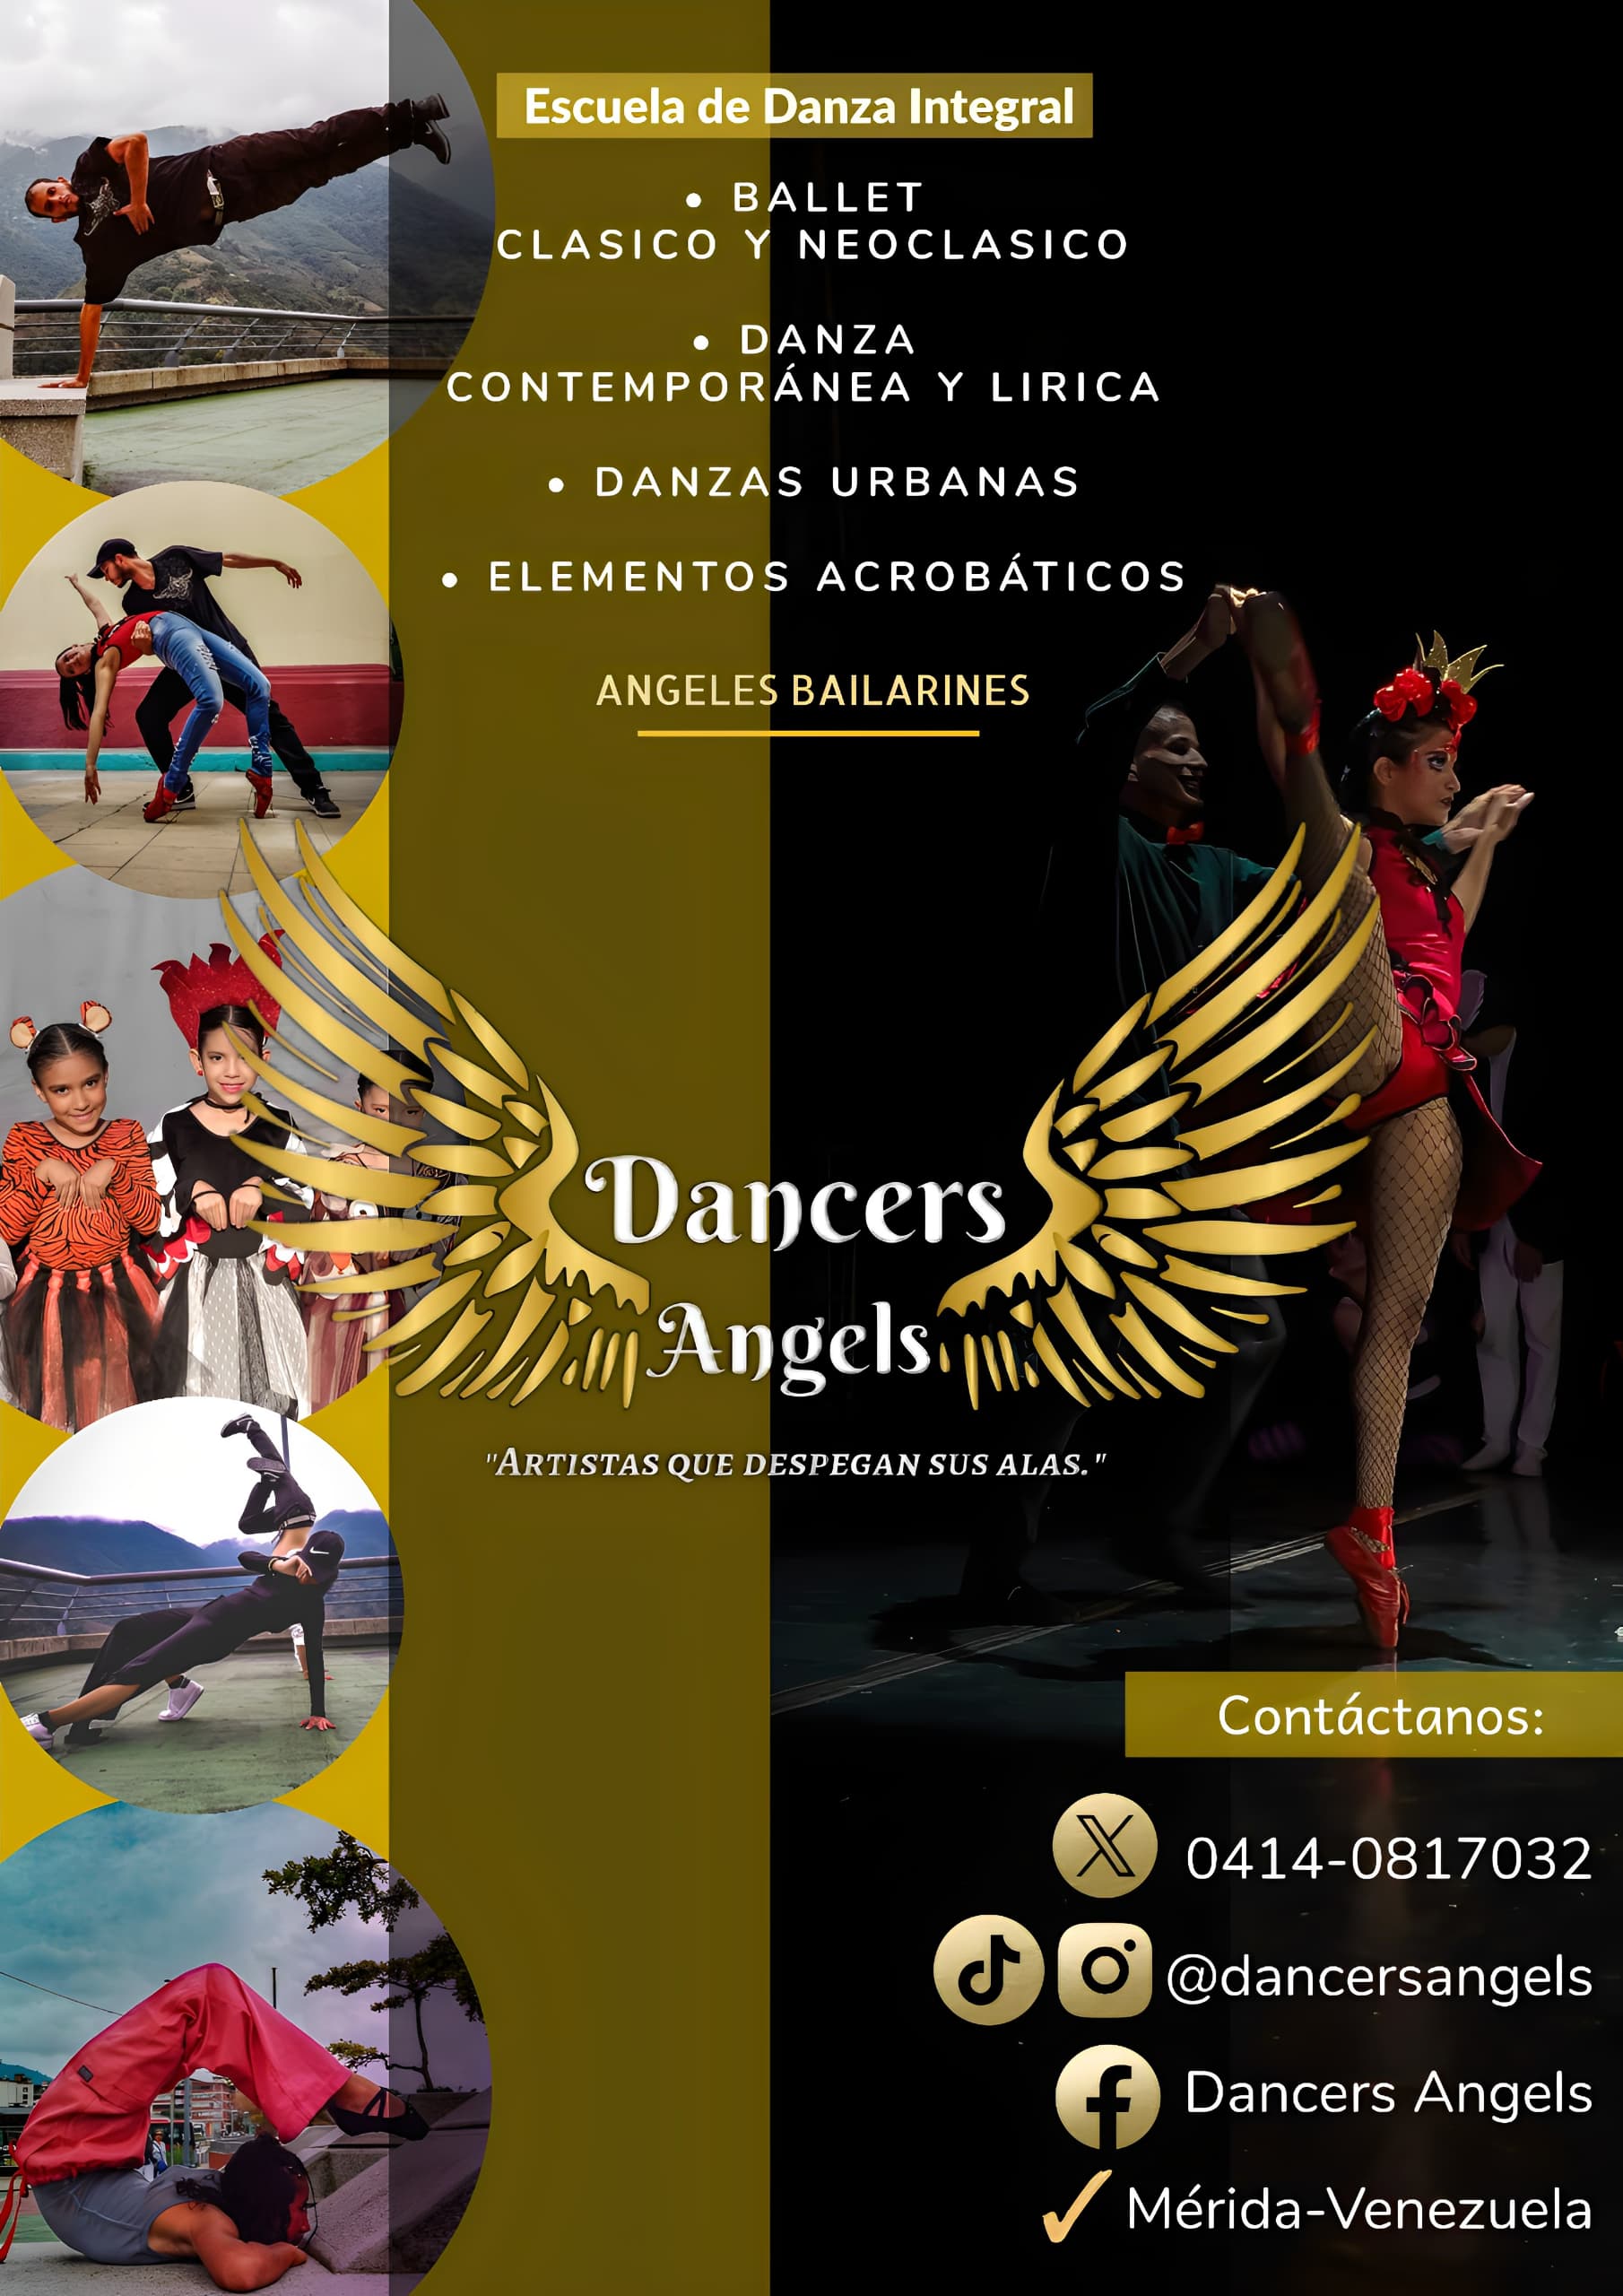 Escuela de Danza Integral
• BALLET
CLASICO Y NEOCLASICO
• DANZA
CONTEMPORÁNEA Y LIRICA
• DANZAS URBANAS
• ELEMENTOS ACROBÁTICOS
ANGELES BAILARINES
Dancers
Angels
"ARTISTAS QUE DESPEGAN SUS ALAS."
Contáctanos:
0414-0817032
@dancersangels
Dancers Angels
Mérida-Venezuela